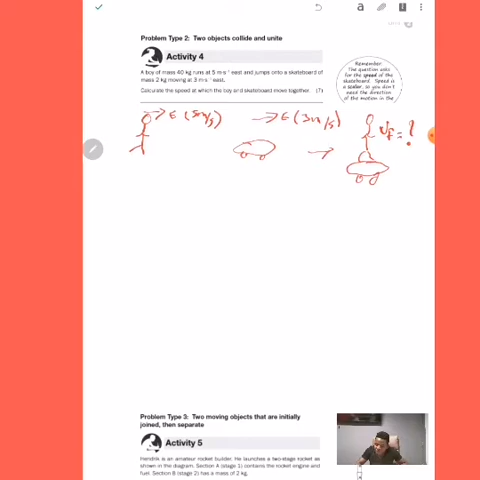 Problem Type 2: Two objects collide and unite
Activity 4
A boy of mass 40 kg runs at 5 m·s⁻¹ east and jumps onto a skateboard of
mass 2 kg moving at 3 m·s⁻¹ east.
Calculate the speed at which the boy and skateboard move together. (7)
Remember:
The question asks
for the speed of the
skateboard. Speed is
a scalar, so you don't
need the direction
of the motion in the
→ E (5m/s) → E (3m/s) Vf = ?
Problem Type 3: Two moving objects that are initially
joined, then separate
Activity 5
Hendrik is an amateur rocket builder. He launches a two-stage rocket as
shown in the diagram. Section A (stage 1) contains the rocket engine and
fuel. Section B (stage 2) has a mass of 2 kg.